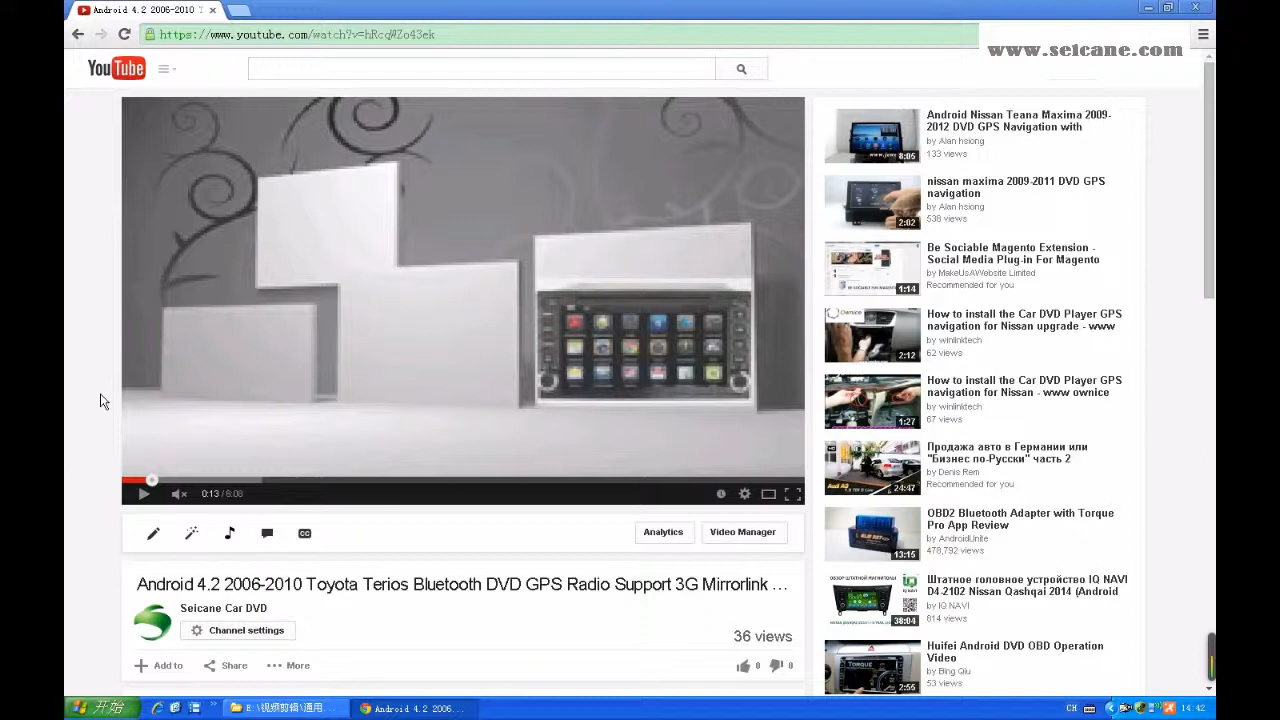 Android 4.2 2006-2010 T
https://www.youtube.com/watch?v=hRcqWZo43ek
www.seicane.com
YouTube
Android Nissan Teana Maxima 2009-
2012 DVD GPS Navigation with
by Alan hsiong
133 views
8:05
nissan maxima 2009-2011 DVD GPS
navigation
by Alan hsiong
538 views
2:02
Be Sociable Magento Extension -
Social Media Plug-in For Magento
by MakeUsAWebsite Limited
Recommended for you
1:14
Ownice
How to install the Car DVD Player GPS
navigation for Nissan upgrade - www
by winlinktech
62 views
2:12
How to install the Car DVD Player GPS
navigation for Nissan - www ownice
by winlinktech
67 views
1:27
Продажа авто в Германии или
"Бизнес по-Русски" часть 2
by Denis Rem
Recommended for you
24:47
0:13 / 8:08
OBD2 Bluetooth Adapter with Torque
Pro App Review
by AndroidUnite
478,792 views
13:15
CC
Analytics
Video Manager
Android 4.2 2006-2010 Toyota Terios Bluetooth DVD GPS Radio Support 3G Mirrorlink ...
Seicane Car DVD
Channel settings
36 views
Add to
Share
More
0
0
Штатное головное устройство IQ NAVI
D4-2102 Nissan Qashqai 2014 (Android
by IQ NAVI
814 views
38:04
Huifei Android DVD OBD Operation
Video
by Bing Qiu
53 views
TORQUE
2:56
开始
E:\视频剪辑\通用...
Android 4.2 2006...
CH
14:42